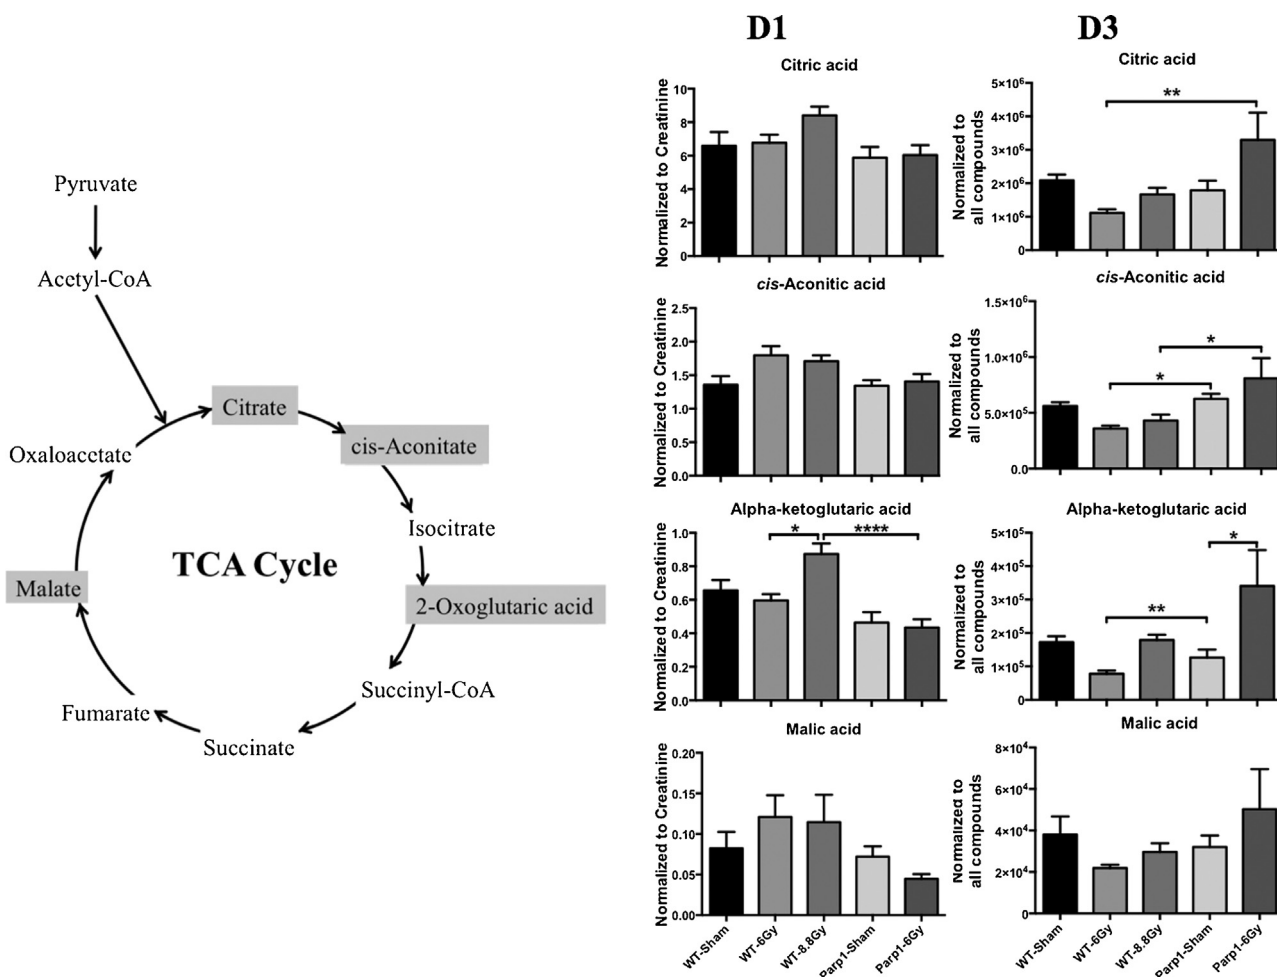 Pyruvate
Acetyl-CoA
Citrate
cis-Aconitate
Oxaloacetate
Isocitrate
TCA Cycle
Malate
2-Oxoglutaric acid
Succinyl-CoA
Fumarate
Succinate
D1
Citric acid
Normalized to Creatinine
10
8
6
4
2
0
cis-Aconitic acid
Normalized to Creatinine
2.5
2.0
1.5
1.0
0.5
0.0
Alpha-ketoglutaric acid
Normalized to Creatinine
1.0
0.8
0.6
0.4
0.2
0.0
*
****
Malic acid
Normalized to Creatinine
0.20
0.15
0.10
0.05
0.00
WT-Sham
WT-6Gy
WT-8.8Gy
Parp1-Sham
Parp1-6Gy
D3
Citric acid
Normalized to
all compounds
5×10⁶
4×10⁶
3×10⁶
2×10⁶
1×10⁶
0
**
cis-Aconitic acid
Normalized to
all compounds
1.5×10⁶
1.0×10⁶
5.0×10⁵
0.0
*
*
Alpha-ketoglutaric acid
Normalized to
all compounds
5×10⁵
4×10⁵
3×10⁵
2×10⁵
1×10⁵
0
**
*
Malic acid
Normalized to
all compounds
8×10⁴
6×10⁴
4×10⁴
2×10⁴
0
WT-Sham
WT-6Gy
WT-8.8Gy
Parp1-Sham
Parp1-6Gy